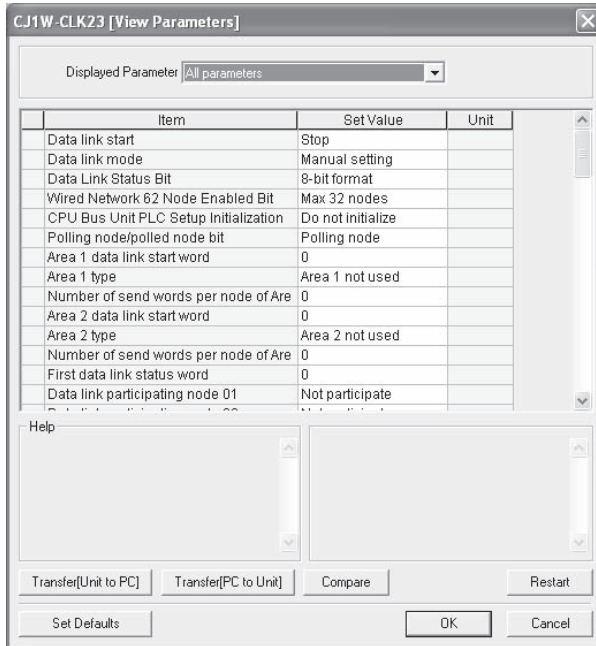 CJ1W-CLK23 [View Parameters]
Displayed Parameter All parameters
Item Set Value Unit
Data link start Stop
Data link mode Manual setting
Data Link Status Bit 8-bit format
Wired Network 62 Node Enabled Bit Max 32 nodes
CPU Bus Unit PLC Setup Initialization Do not initialize
Polling node/polled node bit Polling node
Area 1 data link start word 0
Area 1 type Area 1 not used
Number of send words per node of Are 0
Area 2 data link start word 0
Area 2 type Area 2 not used
Number of send words per node of Are 0
First data link status word 0
Data link participating node 01 Not participate
Help
Transfer[Unit to PC] Transfer[PC to Unit] Compare Restart
Set Defaults OK Cancel